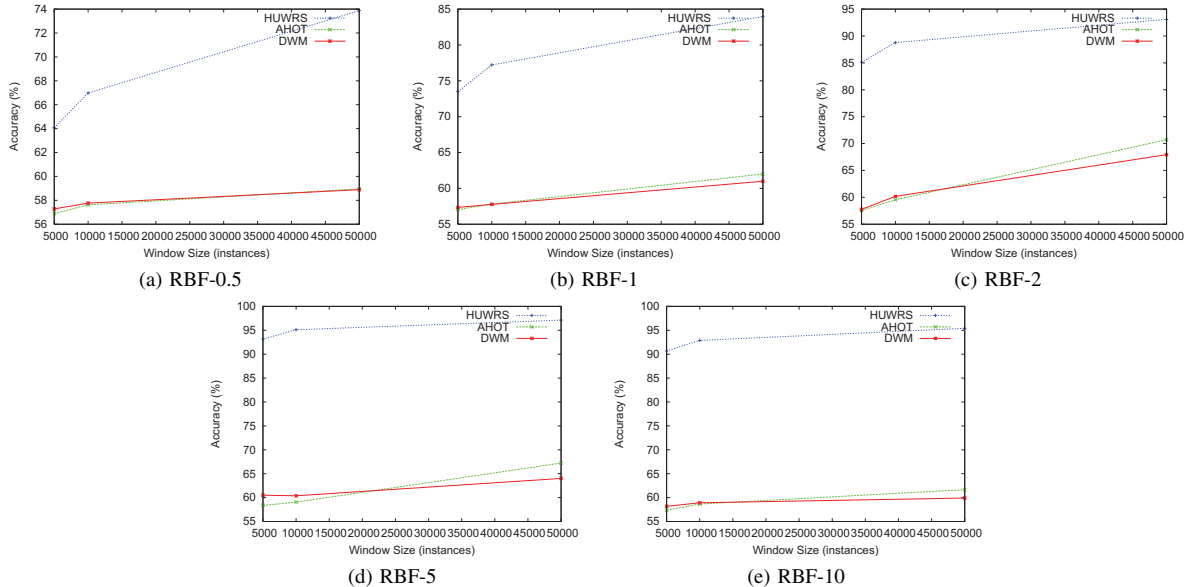 74
72
70
68
66
64
62
60
58
56
Accuracy (%)
HUWRS
AHOT
DWM
5000 10000 15000 20000 25000 30000 35000 40000 45000 50000
Window Size (instances)
(a) RBF-0.5
85
80
75
70
65
60
55
Accuracy (%)
HUWRS
AHOT
DWM
5000 10000 15000 20000 25000 30000 35000 40000 45000 50000
Window Size (instances)
(b) RBF-1
95
90
85
80
75
70
65
60
55
Accuracy (%)
HUWRS
AHOT
DWM
5000 10000 15000 20000 25000 30000 35000 40000 45000 50000
Window Size (instances)
(c) RBF-2
100
95
90
85
80
75
70
65
60
55
Accuracy (%)
HUWRS
AHOT
DWM
5000 10000 15000 20000 25000 30000 35000 40000 45000 50000
Window Size (instances)
(d) RBF-5
100
95
90
85
80
75
70
65
60
55
Accuracy (%)
HUWRS
AHOT
DWM
5000 10000 15000 20000 25000 30000 35000 40000 45000 50000
Window Size (instances)
(e) RBF-10